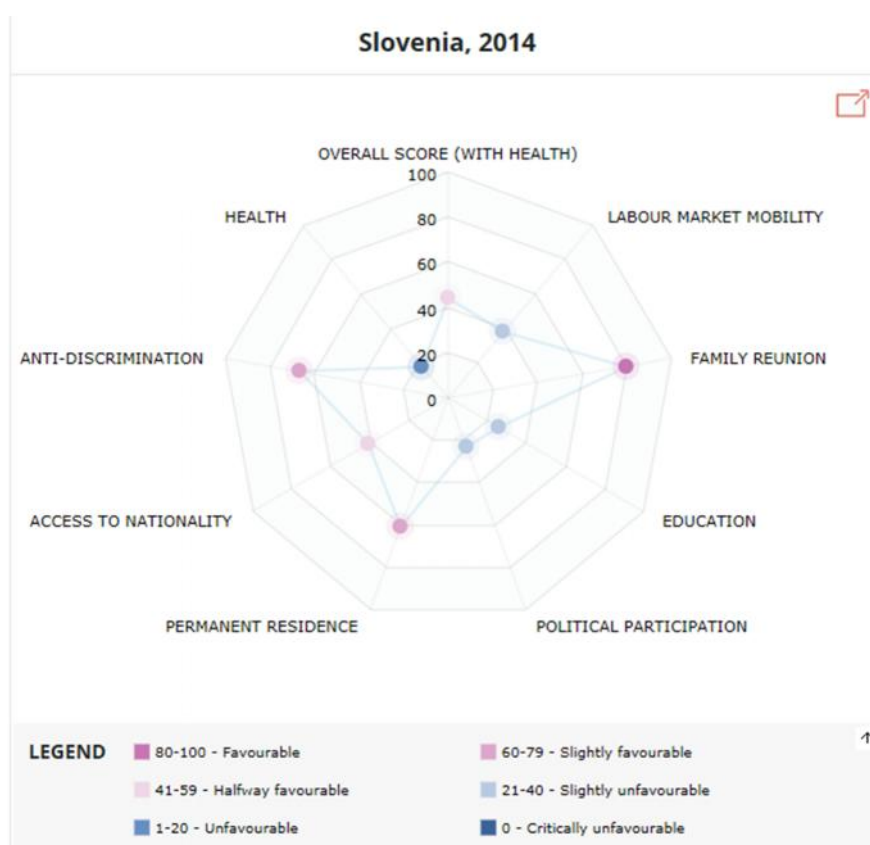 Slovenia, 2014
OVERALL SCORE (WITH HEALTH)
100
80
60
40
20
0
HEALTH
LABOUR MARKET MOBILITY
ANTI-DISCRIMINATION
FAMILY REUNION
ACCESS TO NATIONALITY
EDUCATION
PERMANENT RESIDENCE
POLITICAL PARTICIPATION
LEGEND
80-100 - Favourable
60-79 - Slightly favourable
41-59 - Halfway favourable
21-40 - Slightly unfavourable
1-20 - Unfavourable
0 - Critically unfavourable